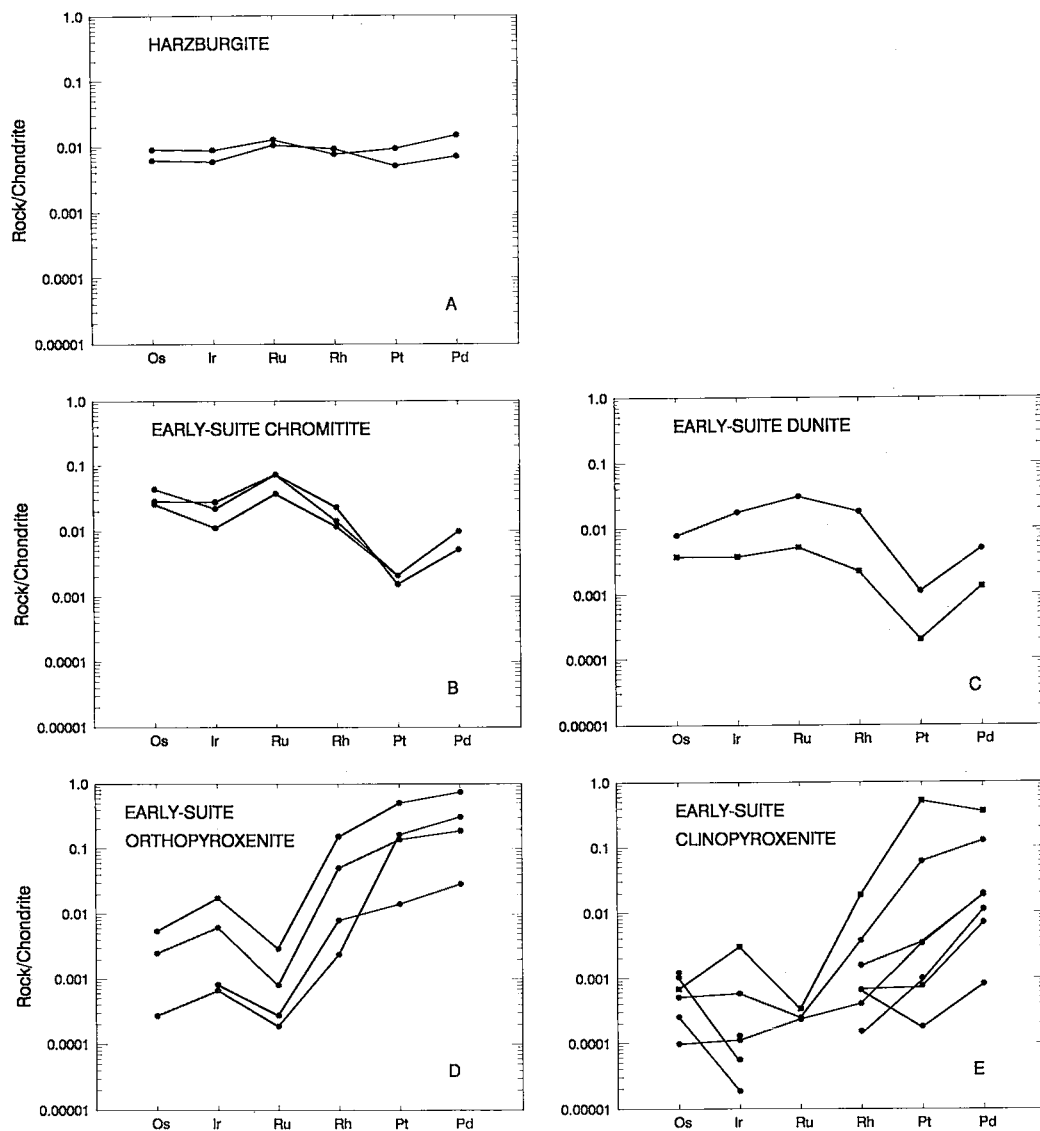 HARZBURGITE
Rock/Chondrite
1.0
0.1
0.01
0.001
0.0001
0.00001
A
Os Ir Ru Rh Pt Pd
EARLY-SUITE CHROMITITE
1.0
0.1
0.01
0.001
0.0001
0.00001
B
Os Ir Ru Rh Pt Pd
EARLY-SUITE DUNITE
1.0
0.1
0.01
0.001
0.0001
0.00001
C
Os Ir Ru Rh Pt Pd
EARLY-SUITE
ORTHOPYROXENITE
Rock/Chondrite
1.0
0.1
0.01
0.001
0.0001
0.00001
D
Os Ir Ru Rh Pt Pd
EARLY-SUITE
CLINOPYROXENITE
1.0
0.1
0.01
0.001
0.0001
0.00001
E
Os Ir Ru Rh Pt Pd